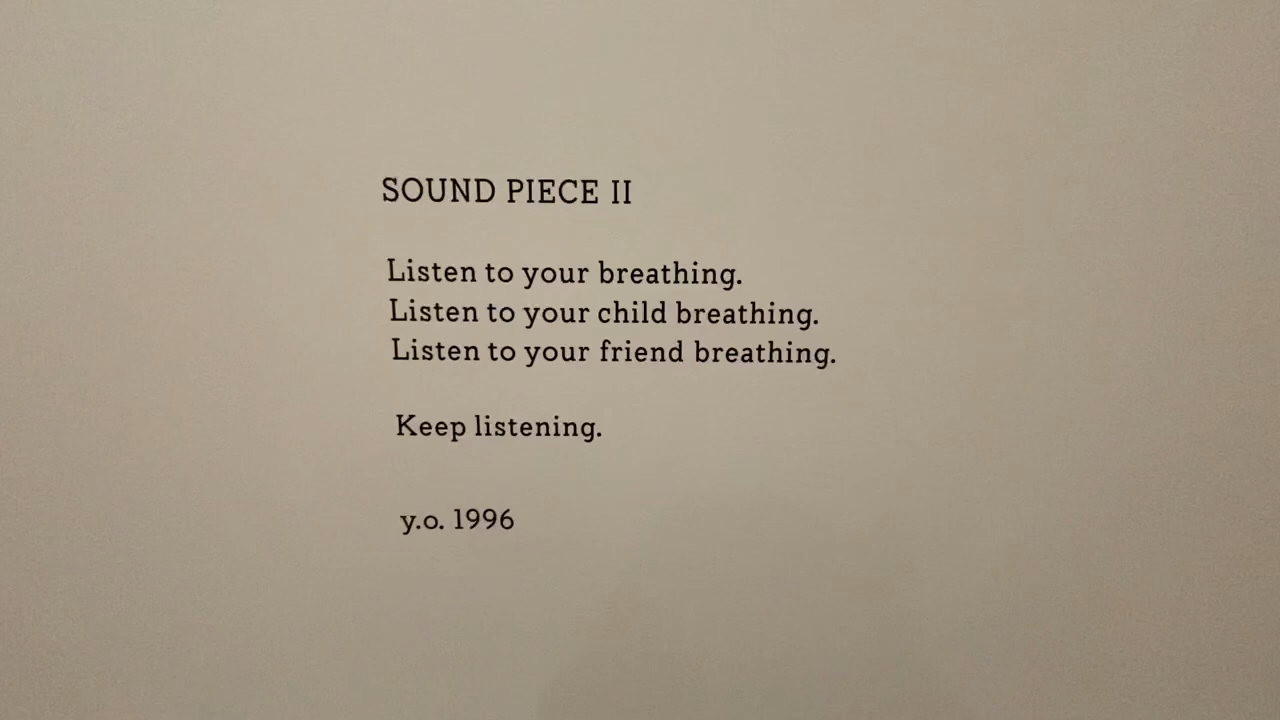 SOUND PIECE II
Listen to your breathing.
Listen to your child breathing.
Listen to your friend breathing.
Keep listening.
y.o. 1996